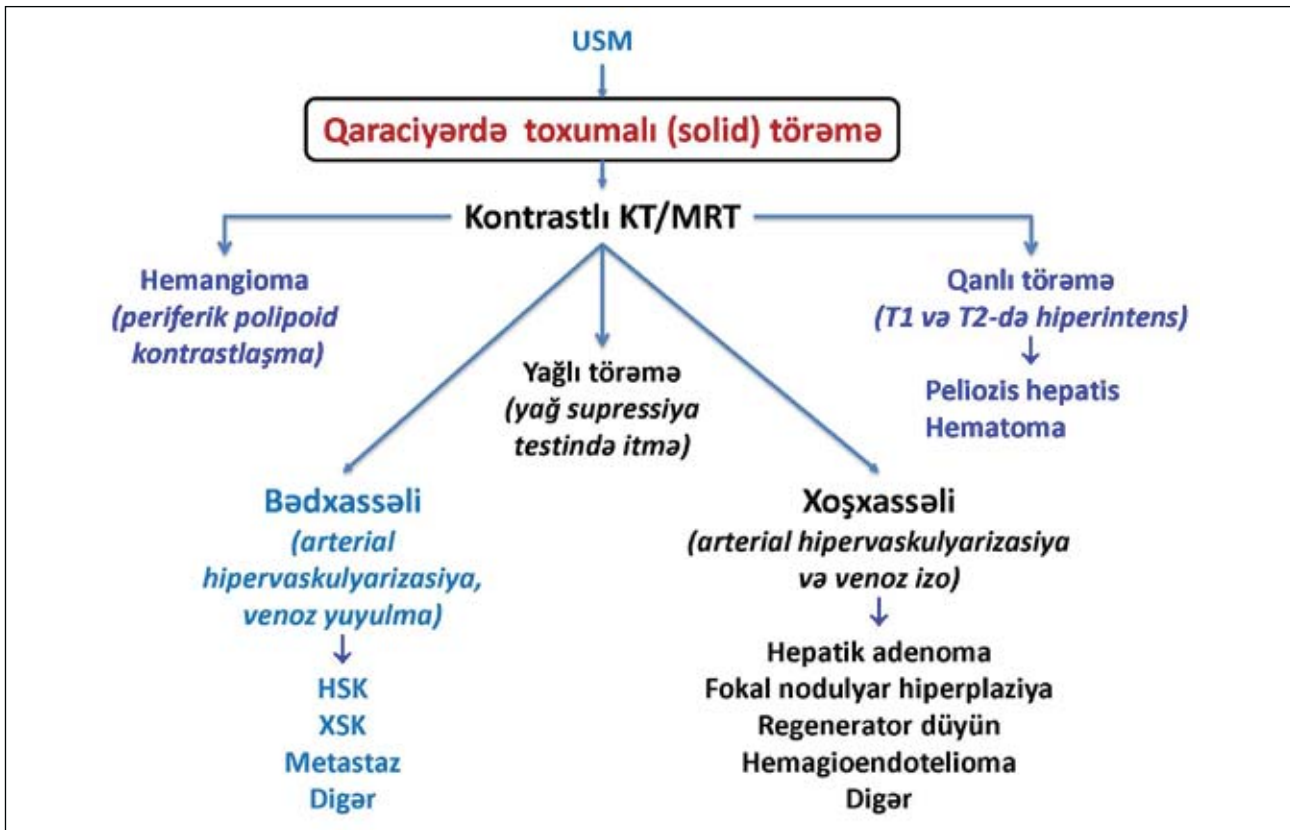 USM
Qaraciyərdə toxumalı (solid) törəmə
Kontrastlı KT/MRT
Hemangioma
(periferik polipoid
kontrastlaşma)
Yağlı törəmə
(yağ supressiya
testində itmə)
Qanlı törəmə
(T1 və T2-də hiperintens)
Peliozis hepatis
Hematoma
Bədxassəli
(arterial
hipervaskulyarizasiya,
venoz yuyulma)
HSK
XSK
Metastaz
Digər
Xoşxassəli
(arterial hipervaskulyarizasiya
və venoz izo)
Hepatik adenoma
Fokal nodulyar hiperplaziya
Regenerator düyün
Hemagioendotelioma
Digər